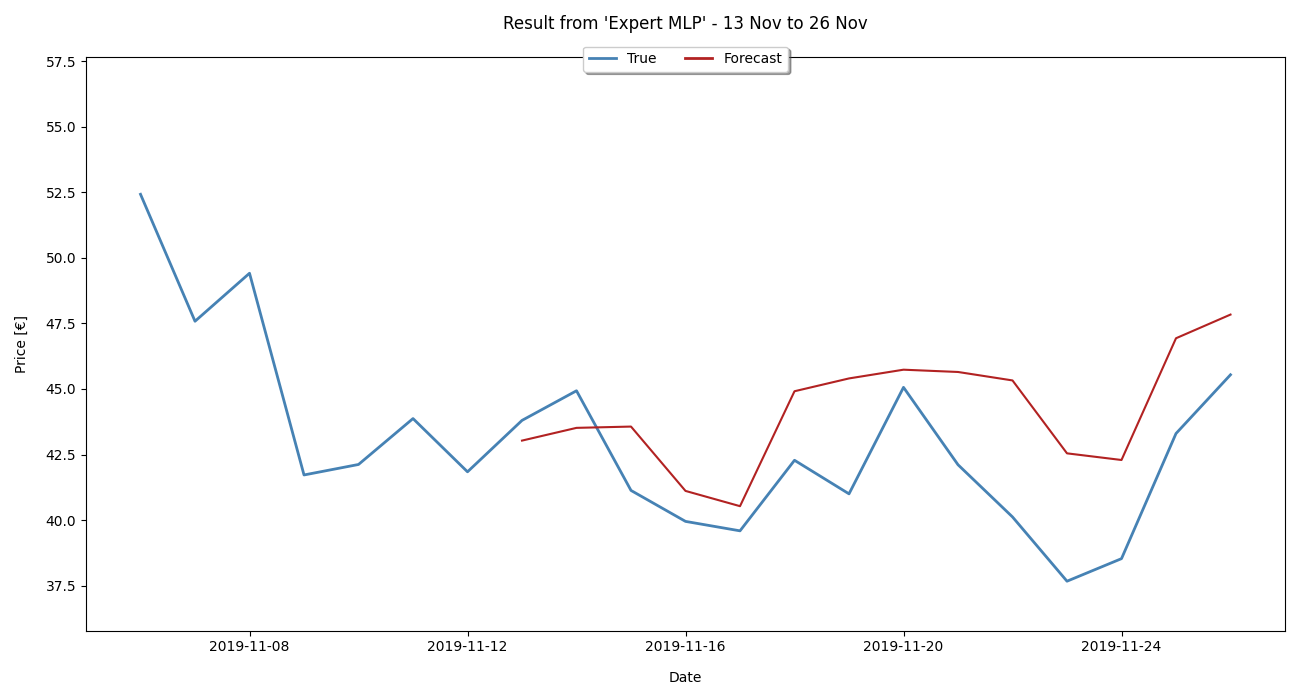 Result from 'Expert MLP' - 13 Nov to 26 Nov
True
Forecast
57.5
55.0
52.5
50.0
47.5
45.0
42.5
40.0
37.5
Price [€]
2019-11-08
2019-11-12
2019-11-16
2019-11-20
2019-11-24
Date